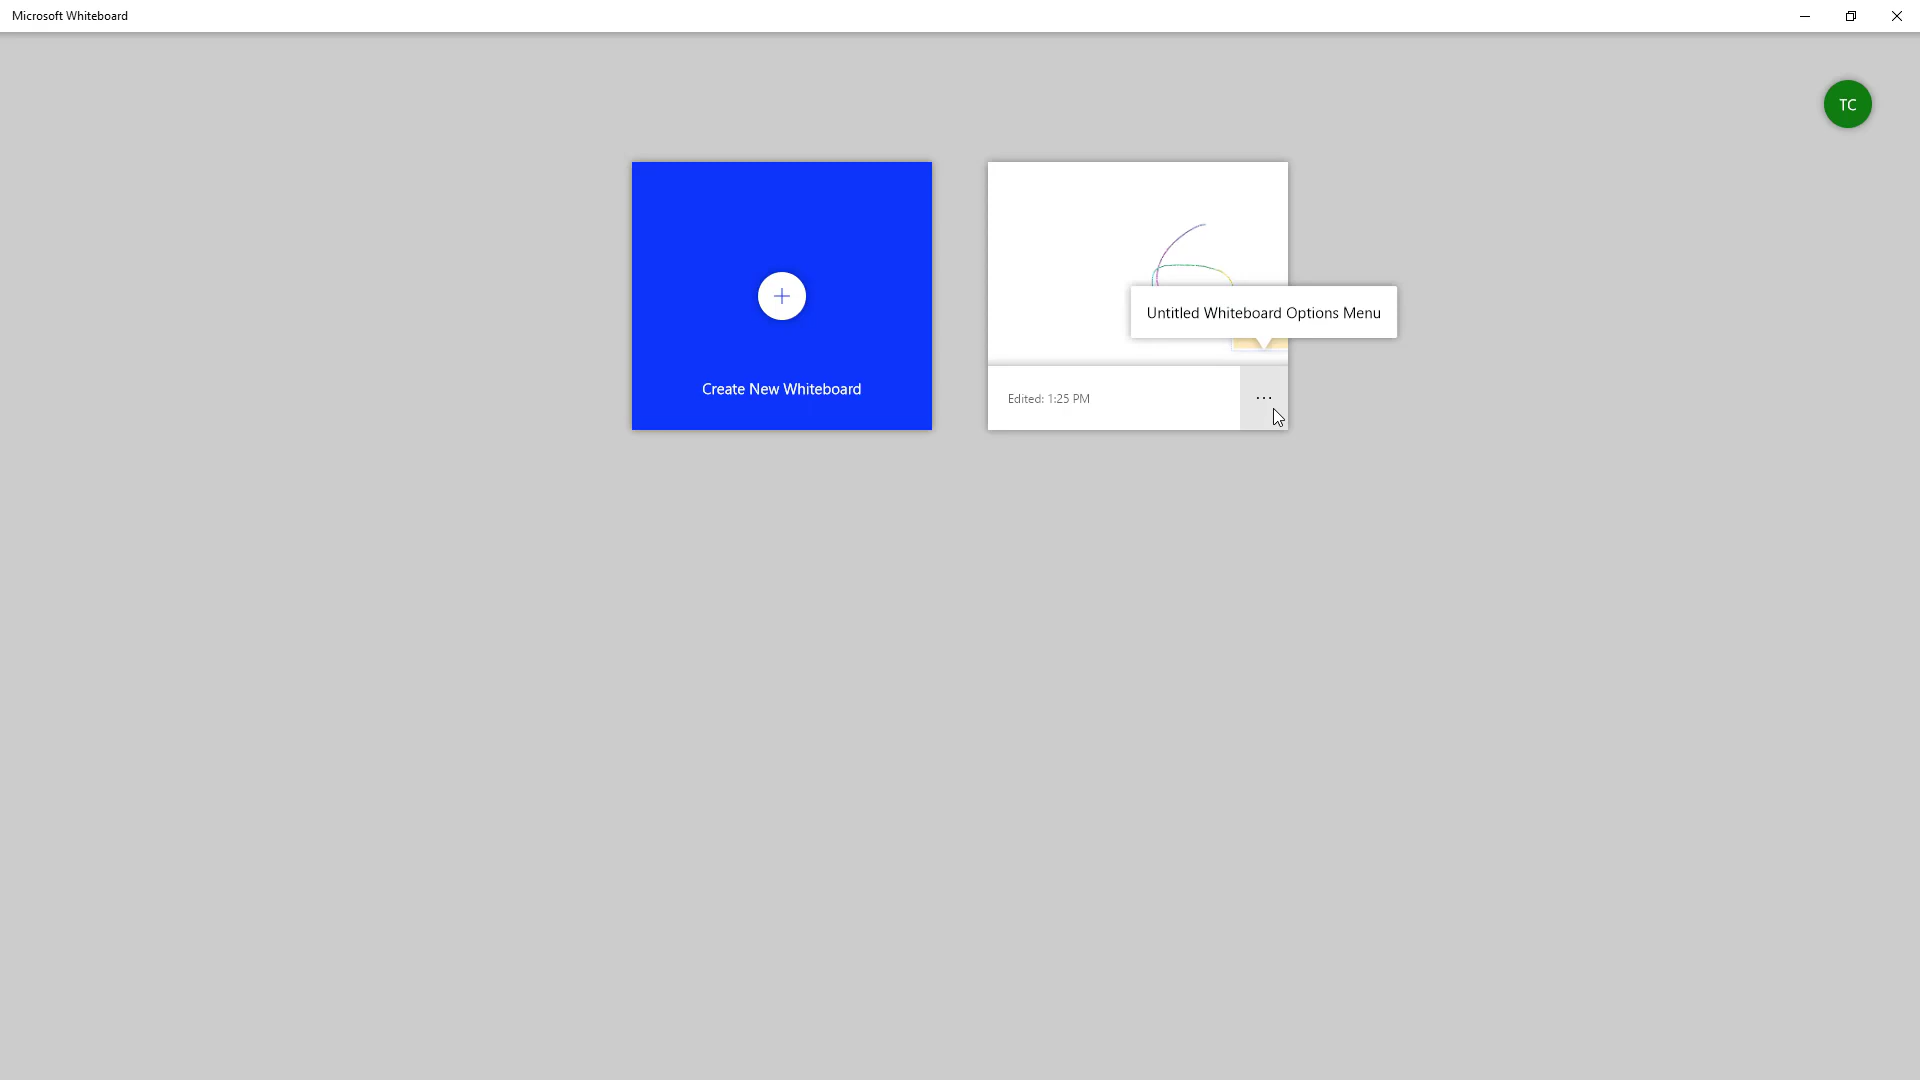 Microsoft Whiteboard
TC
Untitled Whiteboard Options Menu
Create New Whiteboard
Edited: 1:25 PM